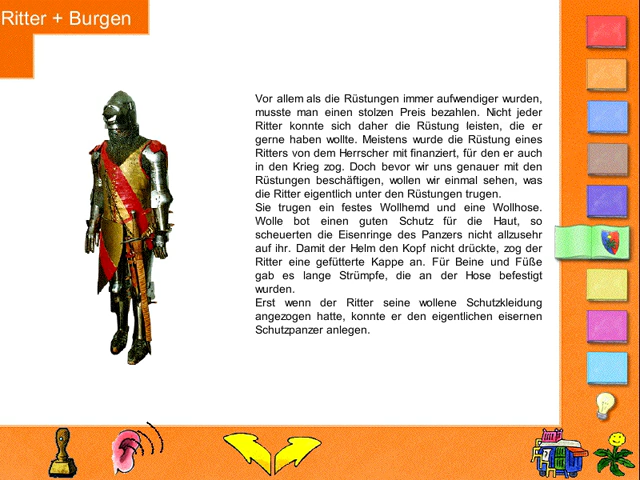 Ritter + Burgen
Vor allem als die Rüstungen immer aufwendiger wurden,
musste man einen stolzen Preis bezahlen. Nicht jeder
Ritter konnte sich daher die Rüstung leisten, die er
gerne haben wollte. Meistens wurde die Rüstung eines
Ritters von dem Herrscher mit finanziert, für den er auch
in den Krieg zog. Doch bevor wir uns genauer mit den
Rüstungen beschäftigen, wollen wir einmal sehen, was
die Ritter eigentlich unter den Rüstungen trugen.
Sie trugen ein festes Wollhemd und eine Wollhose.
Wolle bot einen guten Schutz für die Haut, so
scheuerten die Eisenringe des Panzers nicht allzusehr
auf ihr. Damit der Helm den Kopf nicht drückte, zog der
Ritter eine gefütterte Kappe an. Für Beine und Füße
gab es lange Strümpfe, die an der Hose befestigt
wurden.
Erst wenn der Ritter seine wollene Schutzkleidung
angezogen hatte, konnte er den eigentlichen eisernen
Schutzpanzer anlegen.